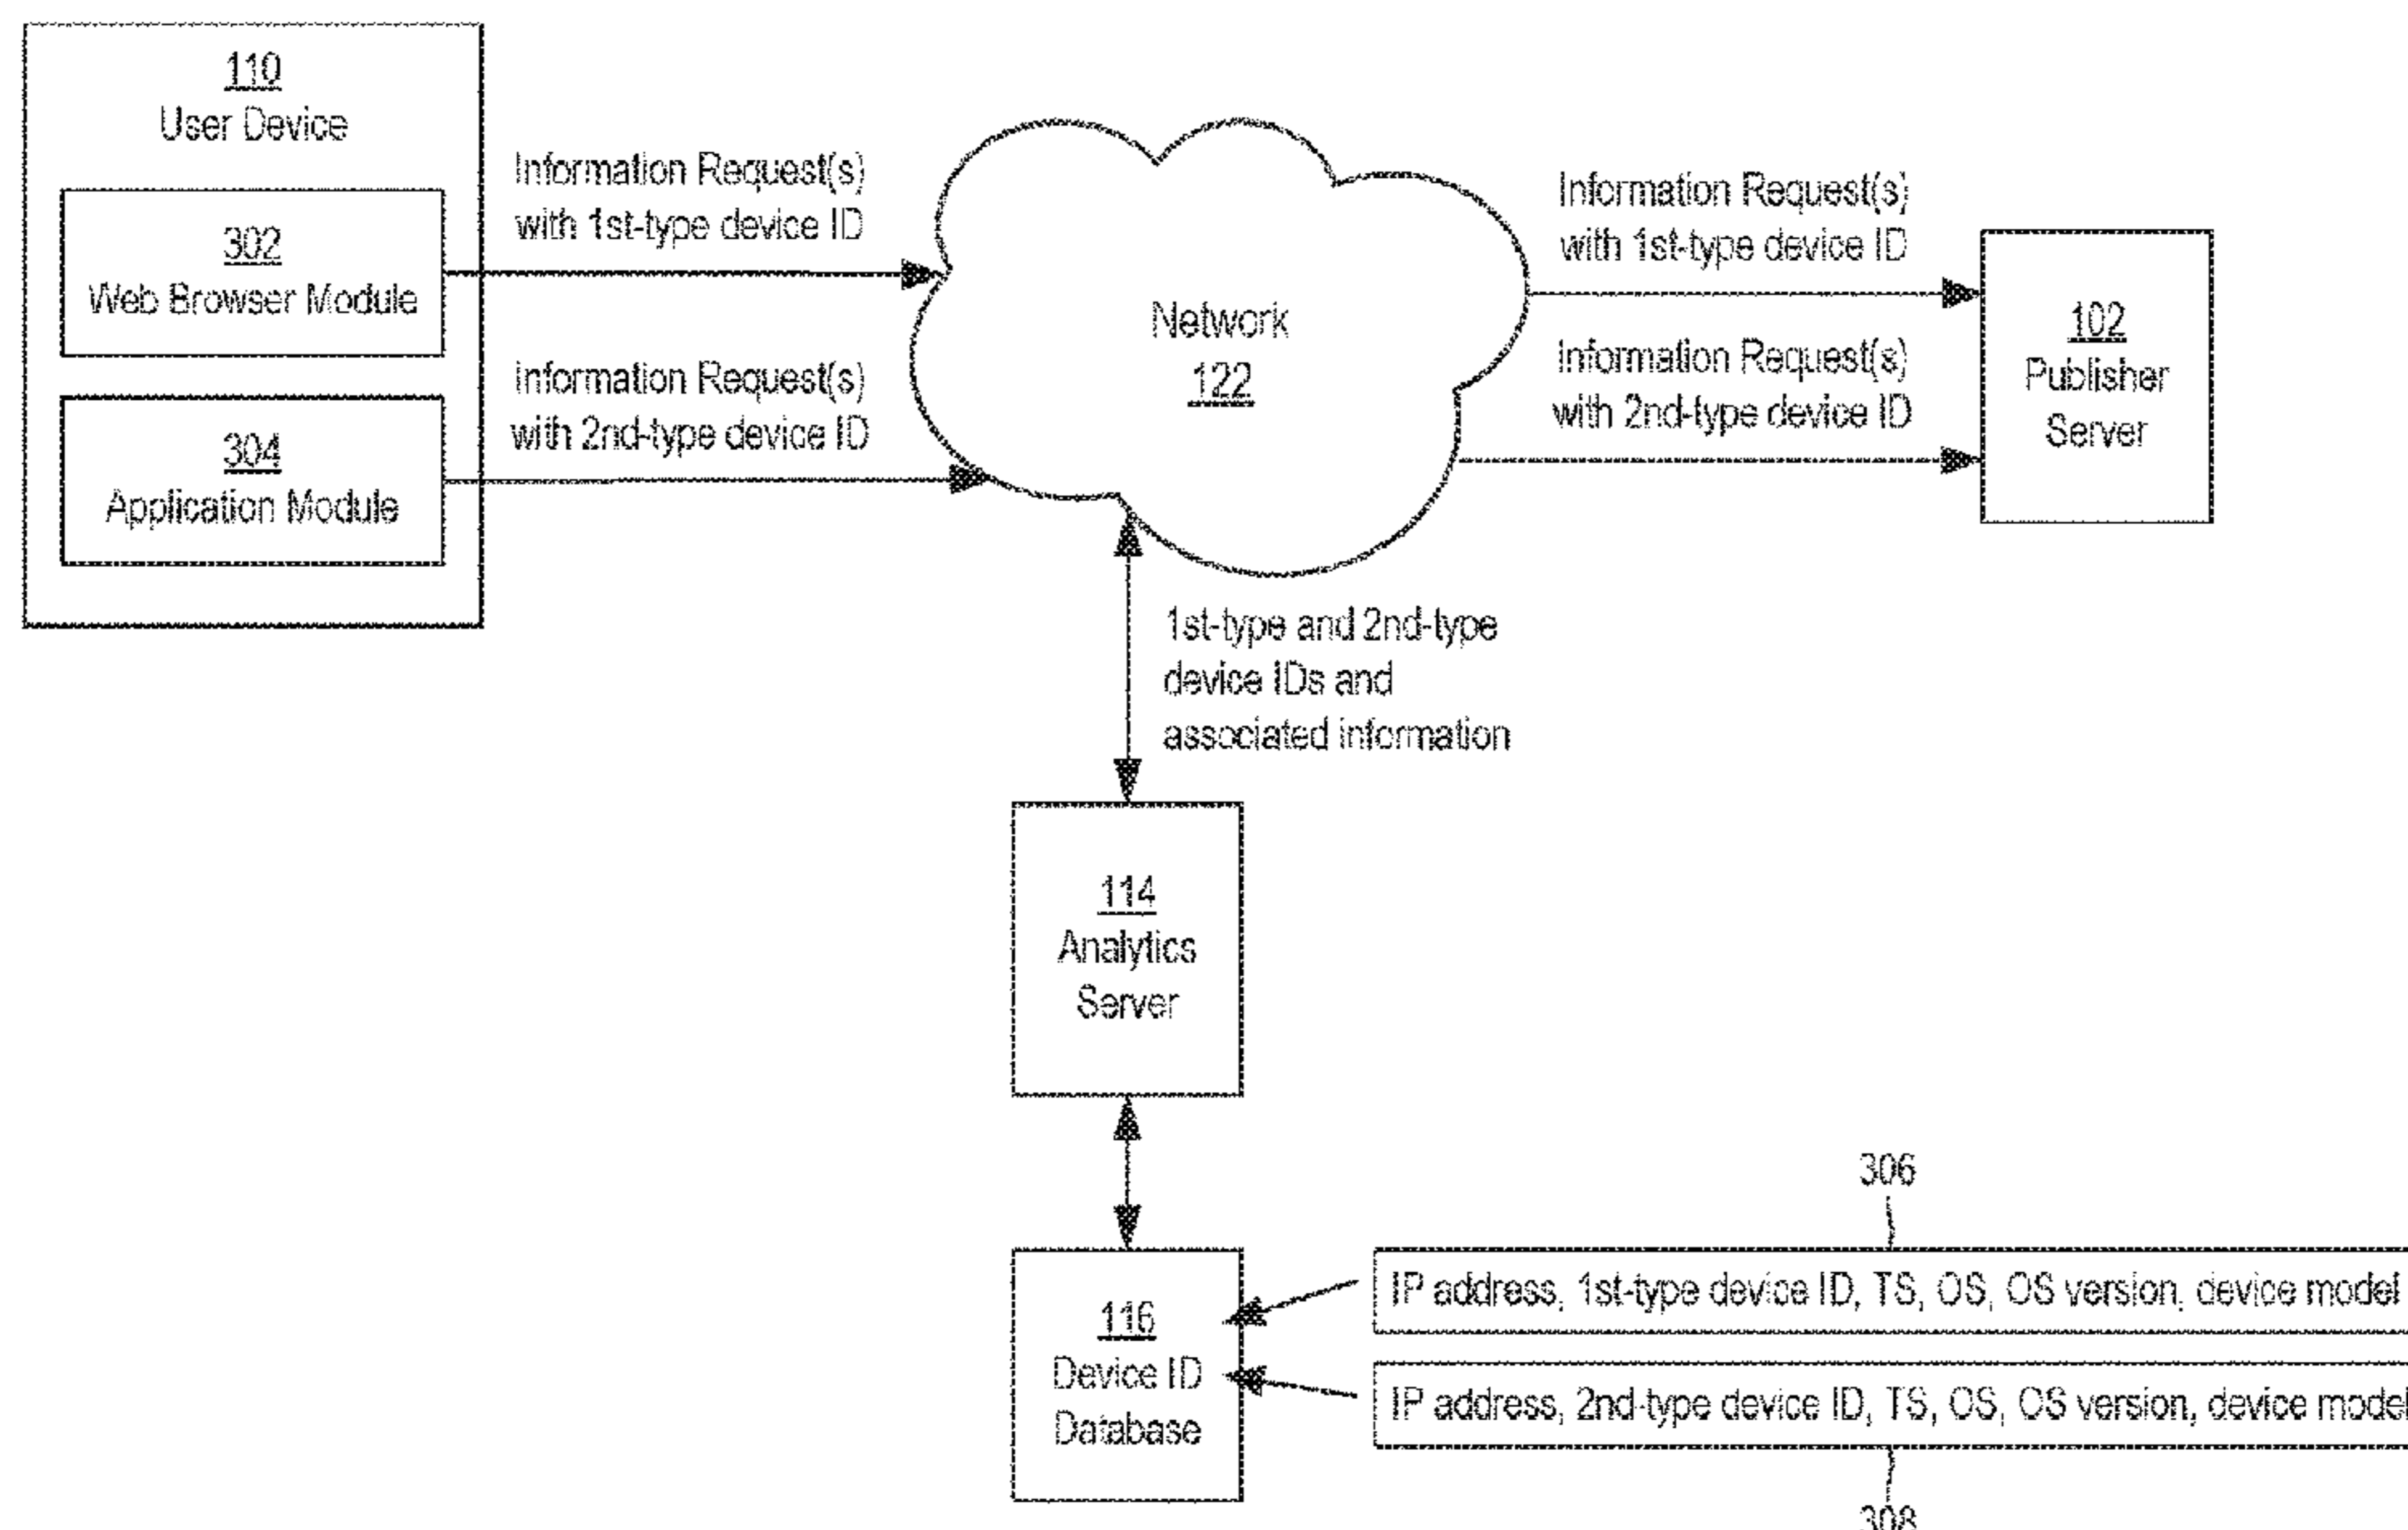 110
User Device
302
Web Browser Module
304
Application Module
Information Request(s)
with 1st-type device ID
Information Request(s)
with 2nd-type device ID
Network
122
Information Request(s)
with 1st-type device ID
Information Request(s)
with 2nd-type device ID
102
Publisher
Server
1st-type and 2nd-type
device IDs and
associated information
114
Analytics
Server
116
Device ID
Database
306
IP address, 1st-type device ID, TS, OS, OS version, device model
IP address, 2nd-type device ID, TS, OS, OS version, device model
308